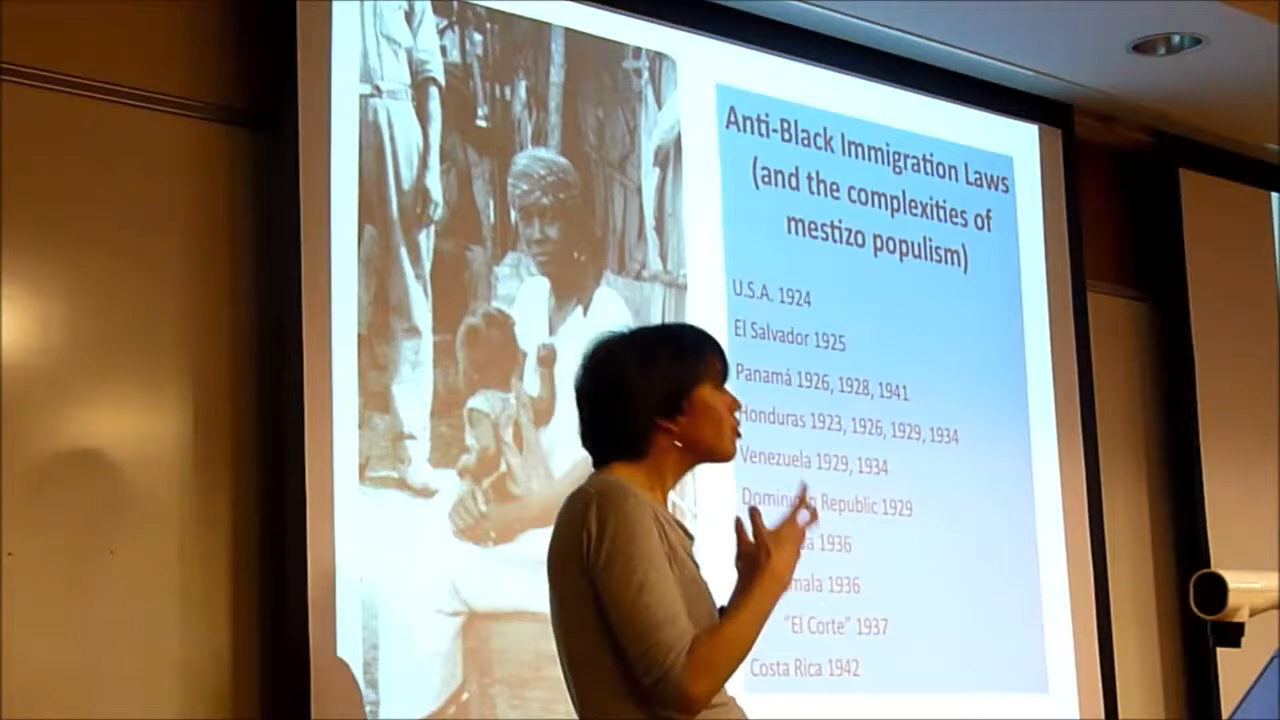 Anti-Black Immigration Laws
(and the complexities of
mestizo populism)
U.S.A. 1924
El Salvador 1925
Panamá 1926, 1928, 1941
Honduras 1923, 1926, 1929, 1934
Venezuela 1929, 1934
Dominican Republic 1929
1936
1936
"El Corte" 1937
Costa Rica 1942